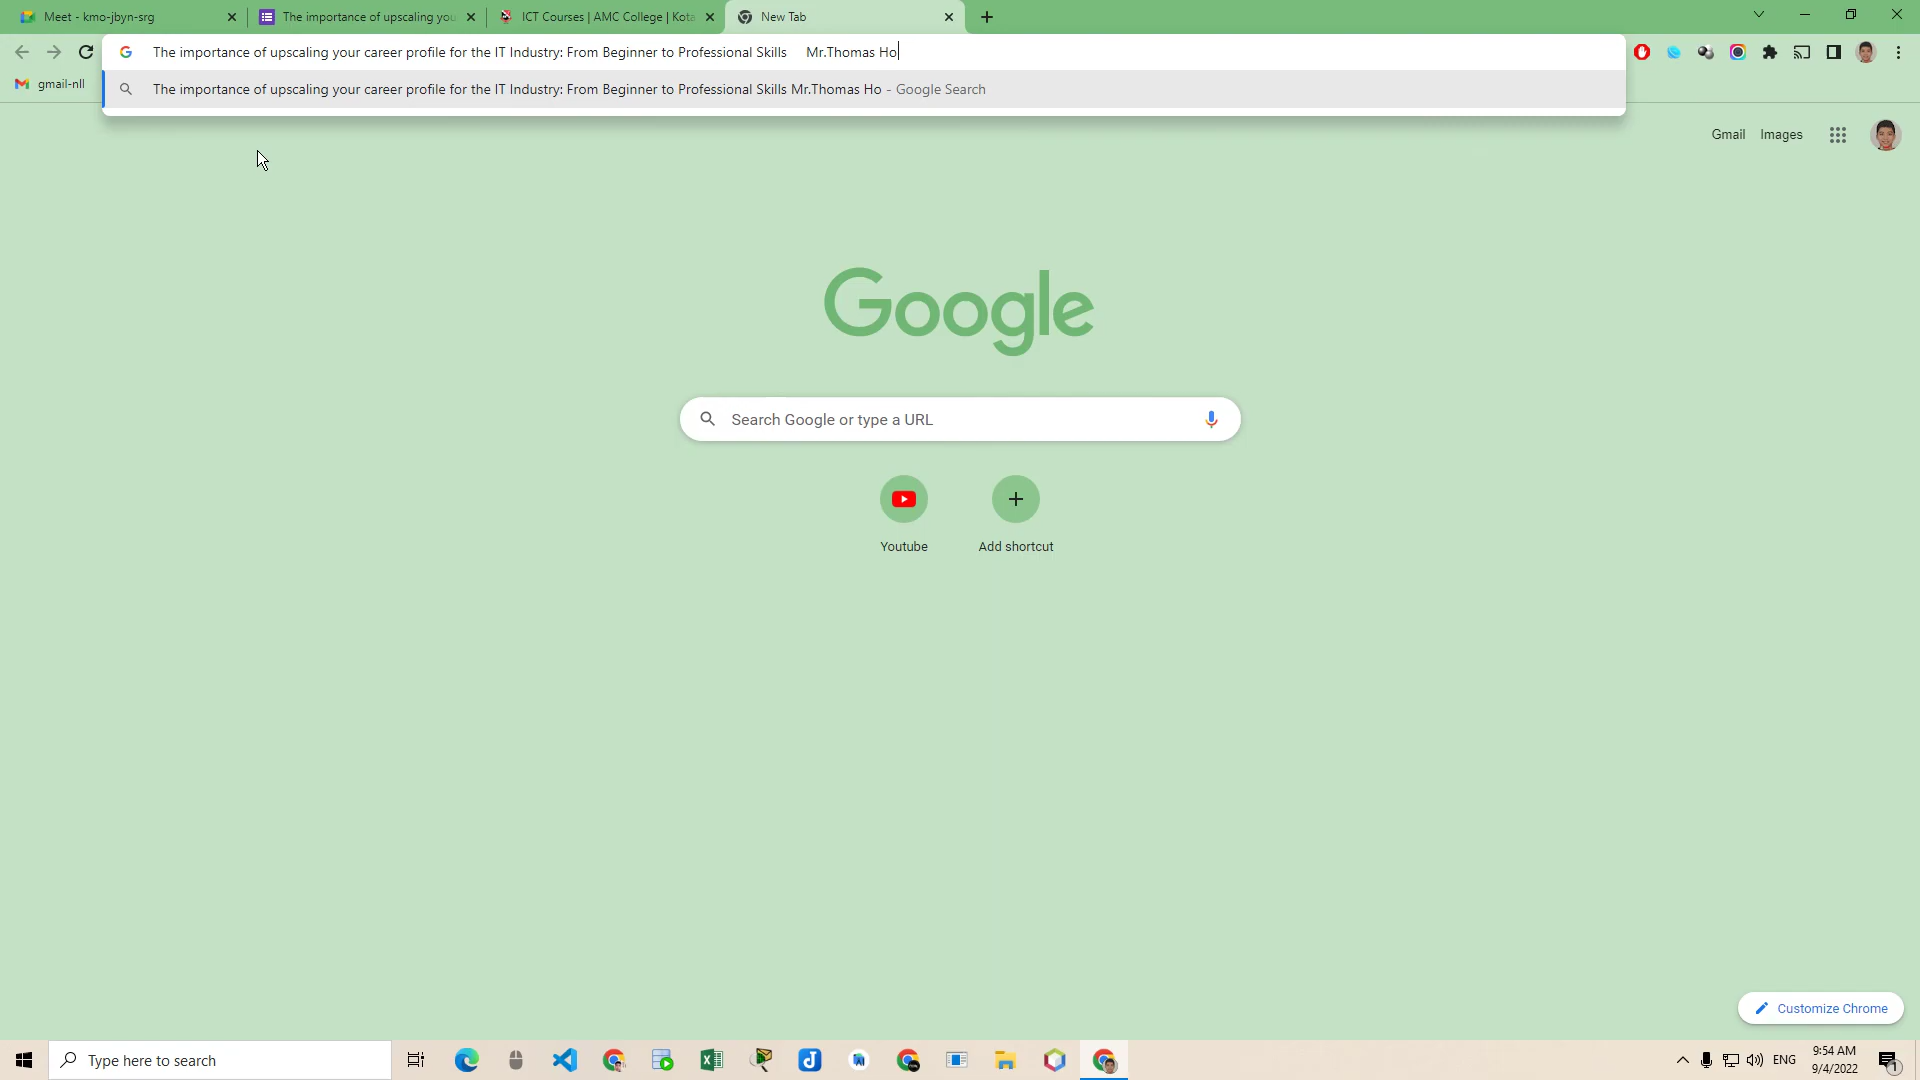 Meet - kmo-jbyn-srg
The importance of upscaling you
ICT Courses | AMC College | Kota
New Tab
The importance of upscaling your career profile for the IT Industry: From Beginner to Professional Skills    Mr.Thomas Ho
gmail-nll
The importance of upscaling your career profile for the IT Industry: From Beginner to Professional Skills Mr.Thomas Ho - Google Search
Gmail
Images
Google
Search Google or type a URL
Youtube
Add shortcut
Customize Chrome
Type here to search
ENG
9:54 AM
9/4/2022
1